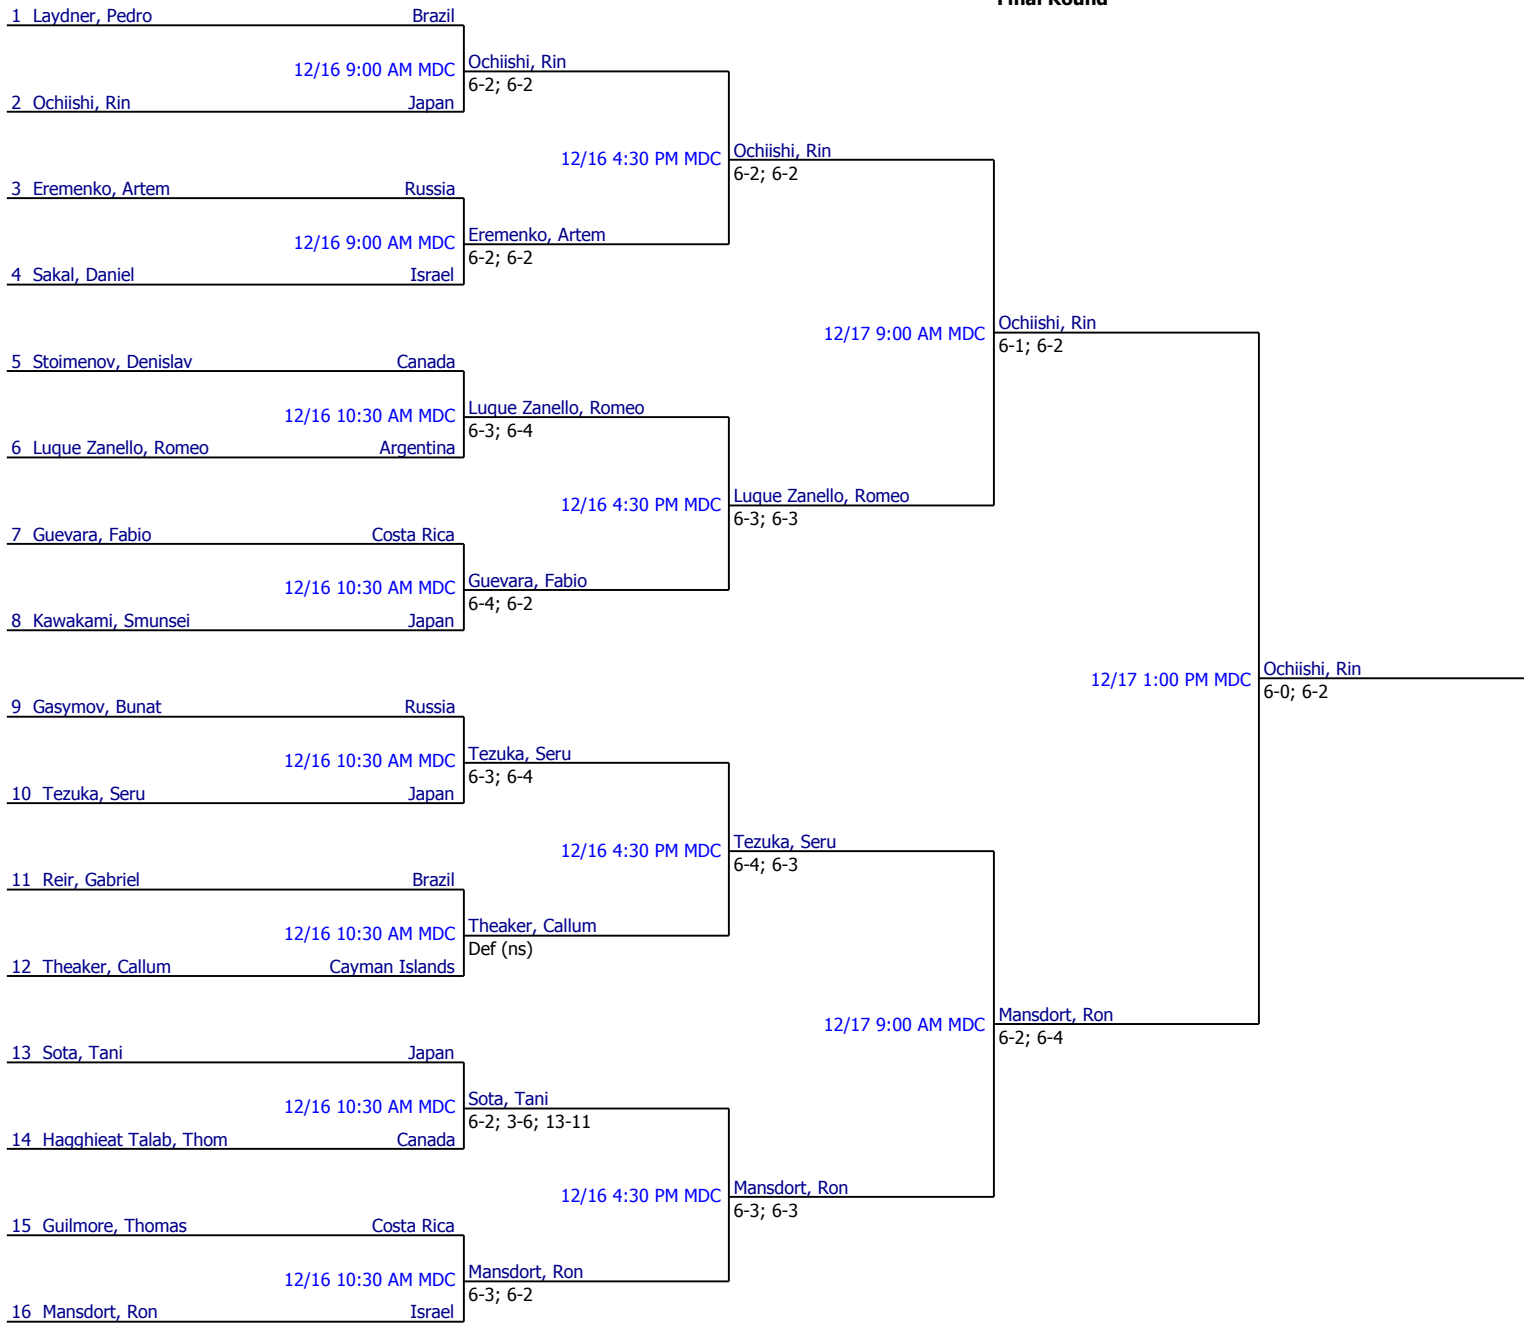 Final Round
1 Laydner, Pedro Brazil
12/16 9:00 AM MDC Ochiishi, Rin
6-2; 6-2
2 Ochiishi, Rin Japan
12/16 4:30 PM MDC Ochiishi, Rin
6-2; 6-2
3 Eremenko, Artem Russia
12/16 9:00 AM MDC Eremenko, Artem
6-2; 6-2
4 Sakal, Daniel Israel
12/17 9:00 AM MDC Ochiishi, Rin
6-1; 6-2
5 Stoimenov, Denislav Canada
12/16 10:30 AM MDC Luque Zanello, Romeo
6-3; 6-4
6 Luque Zanello, Romeo Argentina
12/16 4:30 PM MDC Luque Zanello, Romeo
6-3; 6-3
7 Guevara, Fabio Costa Rica
12/16 10:30 AM MDC Guevara, Fabio
6-4; 6-2
8 Kawakami, Smunsei Japan
12/17 1:00 PM MDC Ochiishi, Rin
6-0; 6-2
9 Gasymov, Bunat Russia
12/16 10:30 AM MDC Tezuka, Seru
6-3; 6-4
10 Tezuka, Seru Japan
12/16 4:30 PM MDC Tezuka, Seru
6-4; 6-3
11 Reir, Gabriel Brazil
12/16 10:30 AM MDC Theaker, Callum
Def (ns)
12 Theaker, Callum Cayman Islands
12/17 9:00 AM MDC Mansdort, Ron
6-2; 6-4
13 Sota, Tani Japan
12/16 10:30 AM MDC Sota, Tani
6-2; 3-6; 13-11
14 Hagghieat Talab, Thom Canada
12/16 4:30 PM MDC Mansdort, Ron
6-3; 6-3
15 Guilmore, Thomas Costa Rica
12/16 10:30 AM MDC Mansdort, Ron
6-3; 6-2
16 Mansdort, Ron Israel